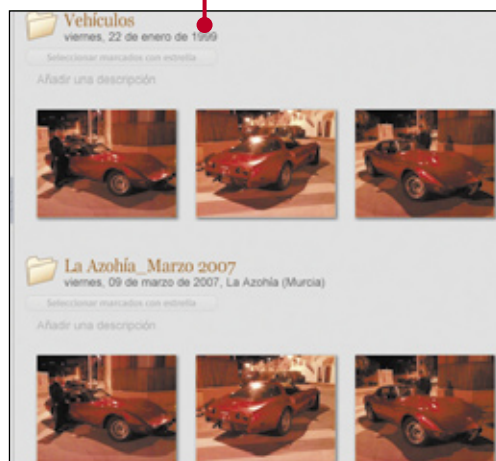 Vehículos
viernes, 22 de enero de 1999
Seleccionar marcados con estrella
Añadir una descripción
La Azohía_Marzo 2007
viernes, 09 de marzo de 2007, La Azohía (Murcia)
Seleccionar marcados con estrella
Añadir una descripción